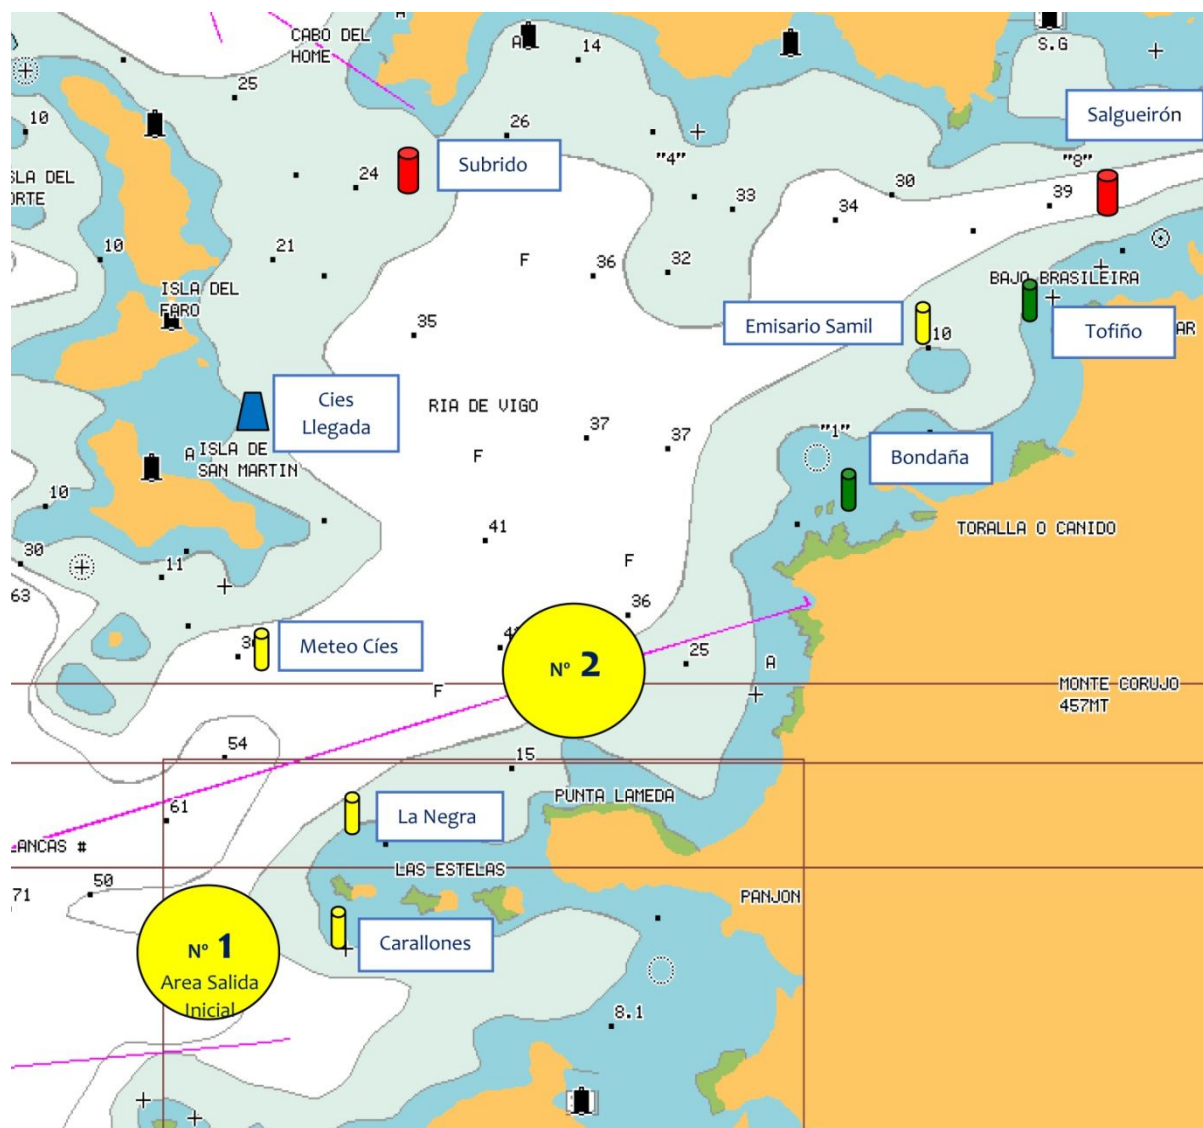 A
CABO DEL
HOME
A
14
S.G
25
10
26
Salgueirón
Subrido
"4"
"8"
24
30
39
ISLA DEL
33
34
10
21
F
36
32
BAJO BRASILEIRA
ISLA DEL
FARO
35
Emisario Samil
10
Tofiño
Cies
Llegada
RIA DE VIGO
37
37
"1"
A ISLA DE
SAN MARTIN
F
Bondaña
10
41
TORALLA O CANIDO
30
11
F
63
36
Meteo Cíes
Nº 2
25
A
F
MONTE CORUJO
457MT
54
15
61
PUNTA LAMEDA
La Negra
ANCAS #
LAS ESTELAS
71
50
PANJON
Nº 1
Area Salida
Inicial
Carallones
8.1